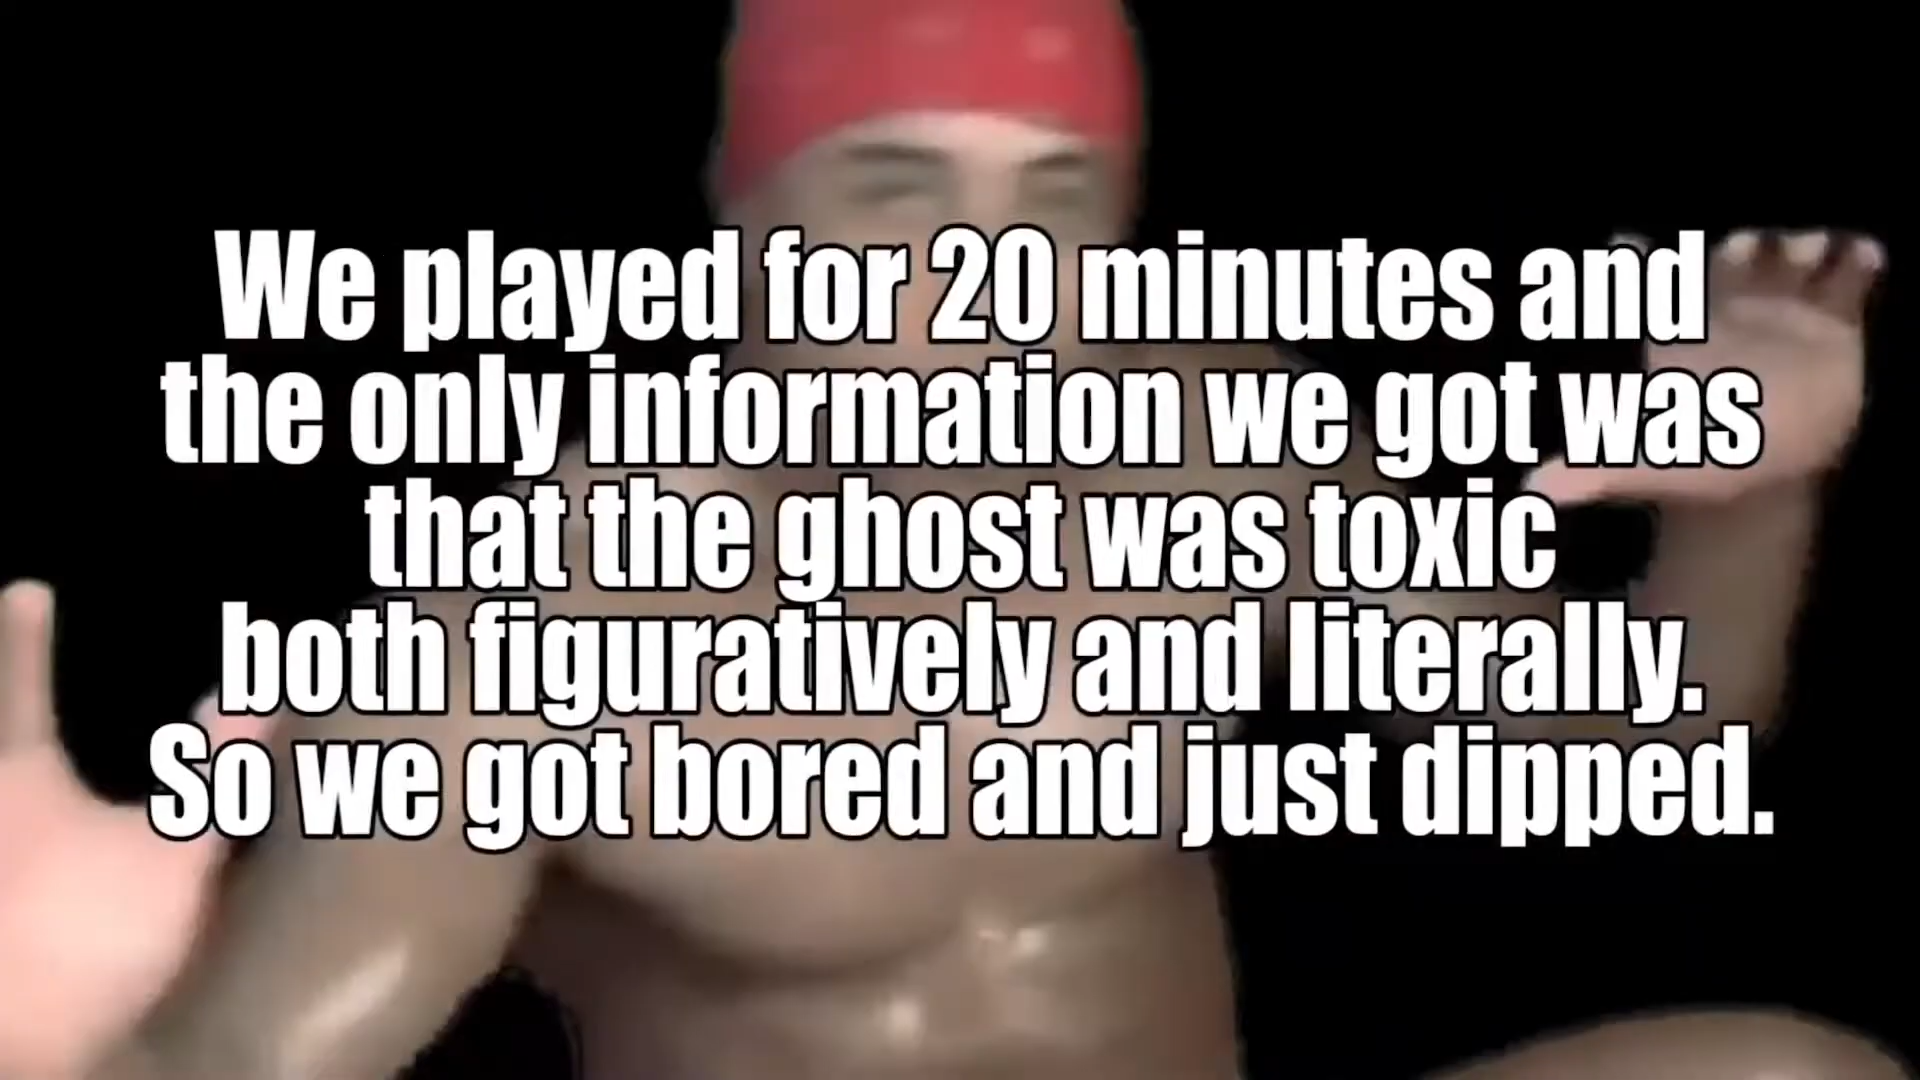 We played for 20 minutes and
the only information we got was
that the ghost was toxic
both figuratively and literally.
So we got bored and just dipped.